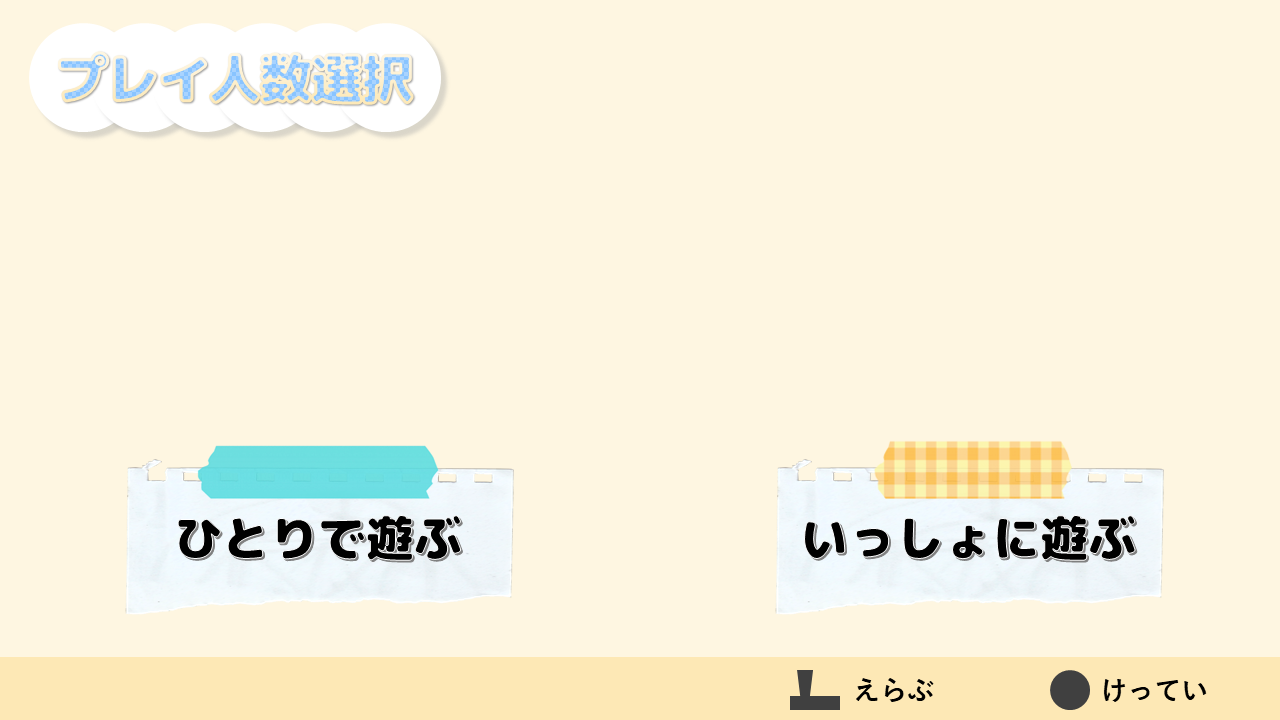 プレイ人数選択
ひとりで遊ぶ
いっしょに遊ぶ
えらぶ
けってい